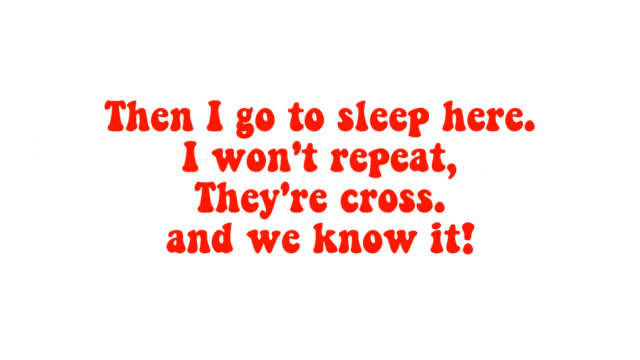 Then I go to sleep here.
I won't repeat,
They're cross.
and we know it!